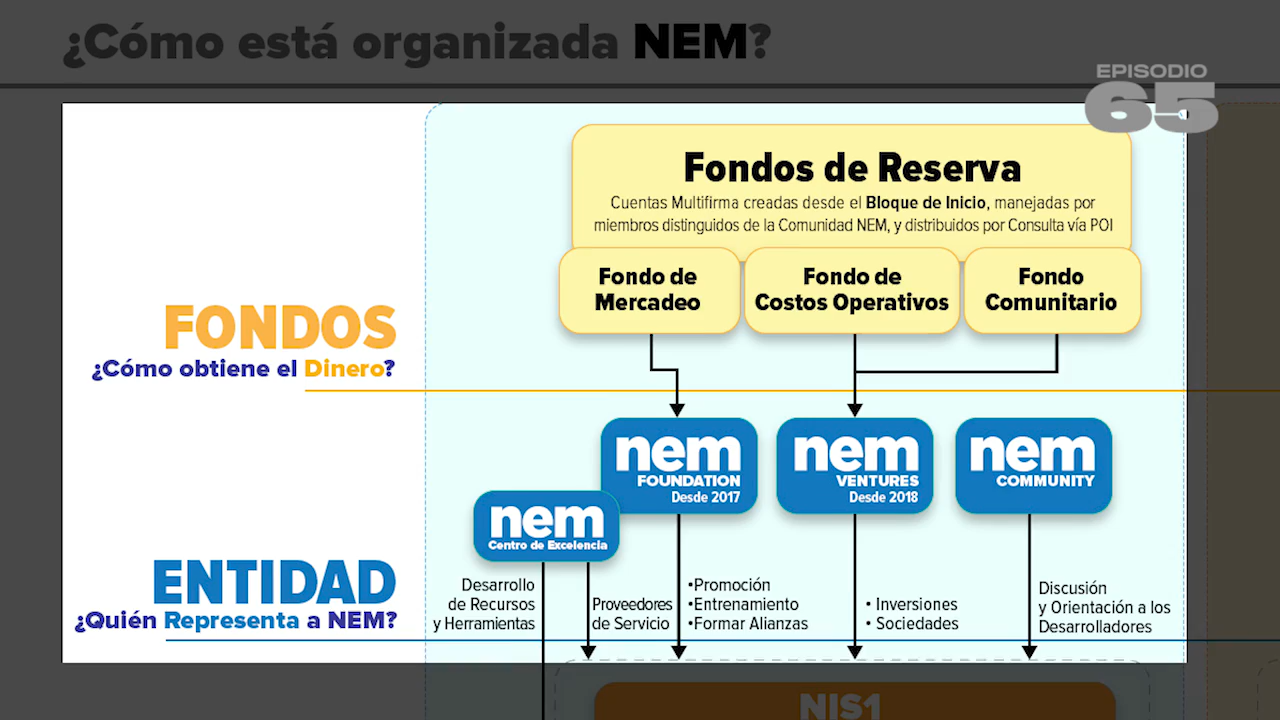 ¿Cómo está organizada NEM?
EPISODIO
65
Fondos de Reserva
Cuentas Multifirma creadas desde el Bloque de Inicio, manejadas por
miembros distinguidos de la Comunidad NEM, y distribuidos por Consulta vía POI
Fondo de
Mercadeo
Fondo de
Costos Operativos
Fondo
Comunitario
FONDOS
¿Cómo obtiene el Dinero?
nem
FOUNDATION
Desde 2017
nem
VENTURES
Desde 2018
nem
COMMUNITY
nem
Centro de Excelencia
ENTIDAD
¿Quién Representa a NEM?
Desarrollo
de Recursos
y Herramientas
Proveedores
de Servicio
•Promoción
•Entrenamiento
•Formar Alianzas
• Inversiones
• Sociedades
Discusión
y Orientación a los
Desarrolladores
NIS1